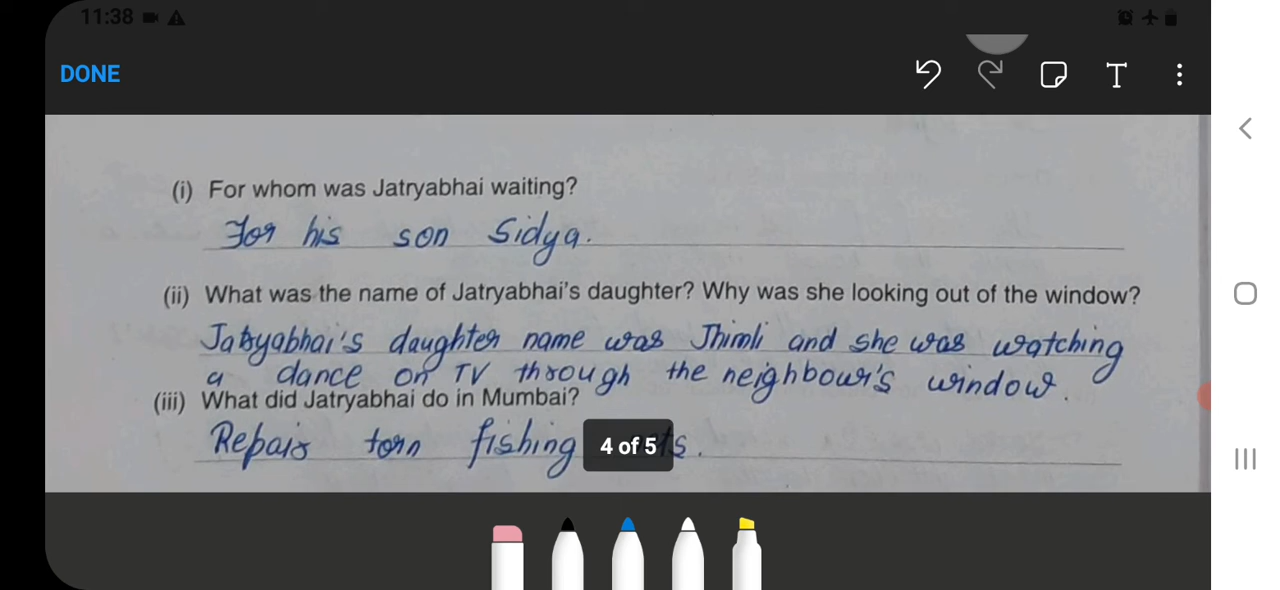 11:38
DONE
T
(i) For whom was Jatryabhai waiting?
For his son Sidya.
(ii) What was the name of Jatryabhai's daughter? Why was she looking out of the window?
Jatryabhai's daughter name was Jhimli and she was watching
a dance on TV through the neighbour's window.
(iii) What did Jatryabhai do in Mumbai?
Repair torn fishing
4 of 5